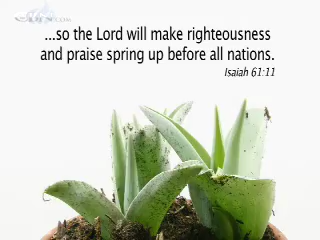 ...so the Lord will make righteousness
and praise spring up before all nations.
Isaiah 61:11